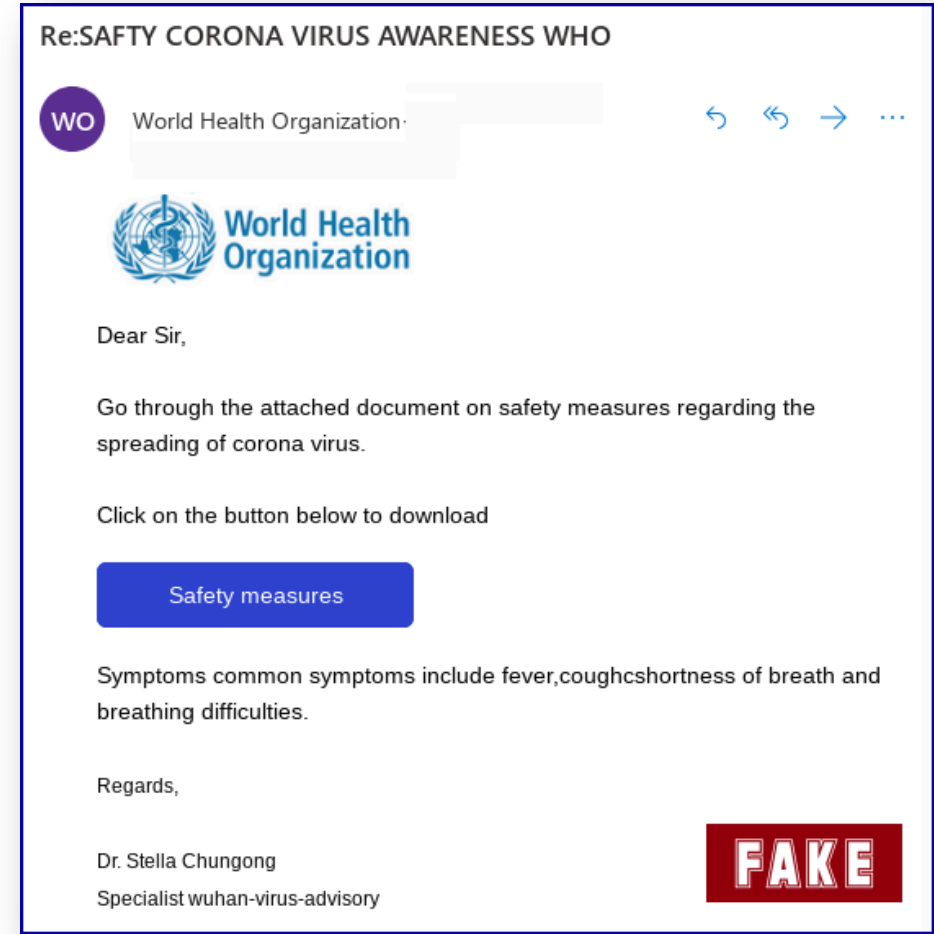 Re:SAFTY CORONA VIRUS AWARENESS WHO
WO
World Health Organization
World Health
Organization
Dear Sir,
Go through the attached document on safety measures regarding the
spreading of corona virus.
Click on the button below to download
Safety measures
Symptoms common symptoms include fever,coughcshortness of breath and
breathing difficulties.
Regards,
Dr. Stella Chungong
Specialist wuhan-virus-advisory
FAKE